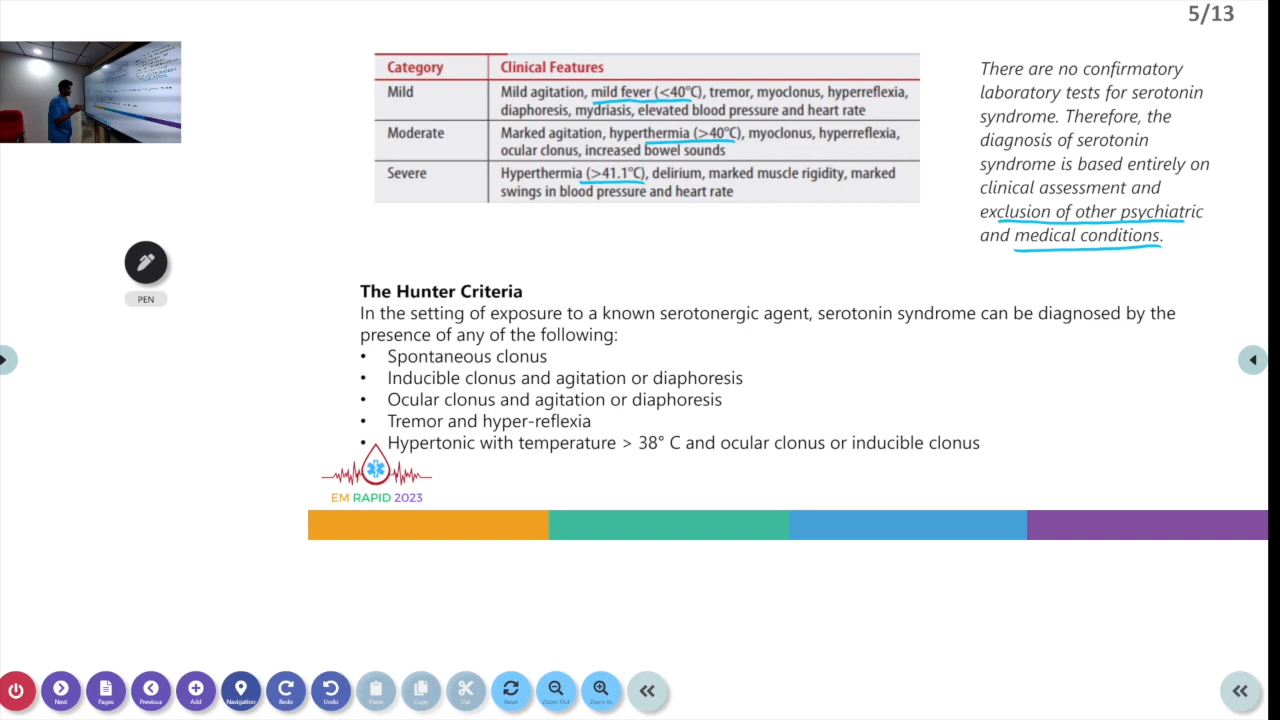 5/13
Category Clinical Features
Mild Mild agitation, mild fever (<40°C), tremor, myoclonus, hyperreflexia,
diaphoresis, mydriasis, elevated blood pressure and heart rate
Moderate Marked agitation, hyperthermia (>40°C), myoclonus, hyperreflexia,
ocular clonus, increased bowel sounds
Severe Hyperthermia (>41.1°C), delirium, marked muscle rigidity, marked
swings in blood pressure and heart rate
There are no confirmatory
laboratory tests for serotonin
syndrome. Therefore, the
diagnosis of serotonin
syndrome is based entirely on
clinical assessment and
exclusion of other psychiatric
and medical conditions.
PEN
The Hunter Criteria
In the setting of exposure to a known serotonergic agent, serotonin syndrome can be diagnosed by the
presence of any of the following:
• Spontaneous clonus
• Inducible clonus and agitation or diaphoresis
• Ocular clonus and agitation or diaphoresis
• Tremor and hyper-reflexia
• Hypertonic with temperature > 38° C and ocular clonus or inducible clonus
EM RAPID 2023
Next Pages Previous Add Navigation Redo Undo Paste Copy Cut Reset Zoom Out Zoom In